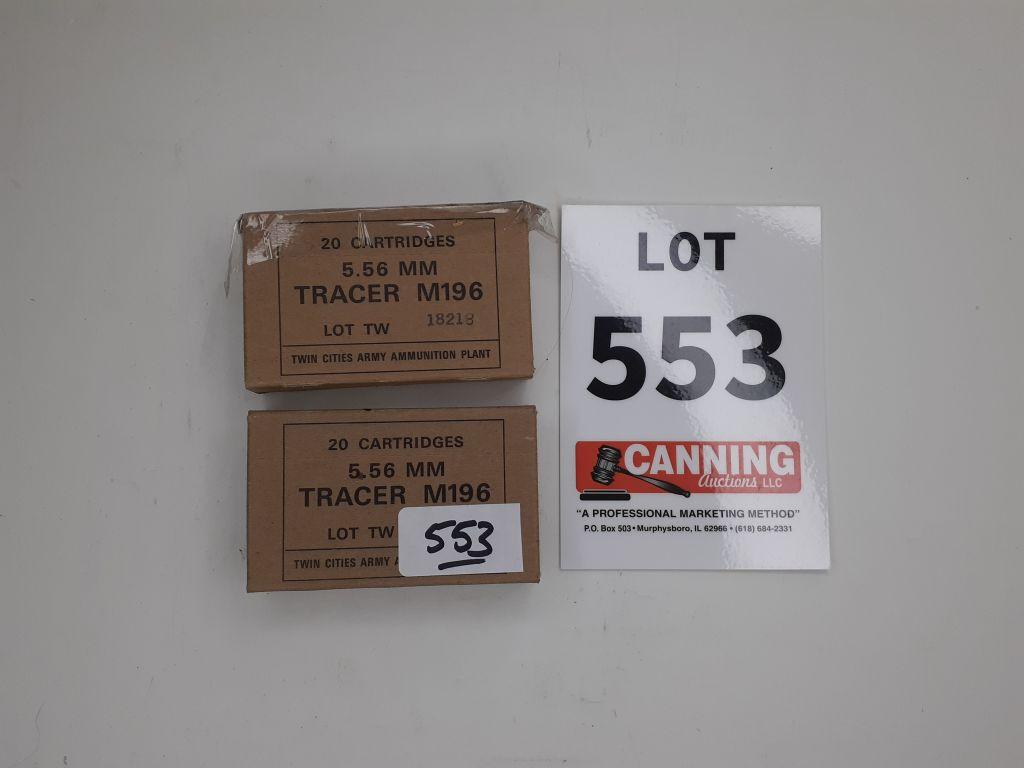 20 CARTRIDGES
5.56 MM
TRACER M196
LOT TW 18218
TWIN CITIES ARMY AMMUNITION PLANT
20 CARTRIDGES
5.56 MM
TRACER M196
LOT TW
TWIN CITIES ARMY
553
LOT
553
CANNING
Auctions, LLC
"A PROFESSIONAL MARKETING METHOD"
P.O. Box 503 • Murphysboro, IL 62966 • (618) 684-2331